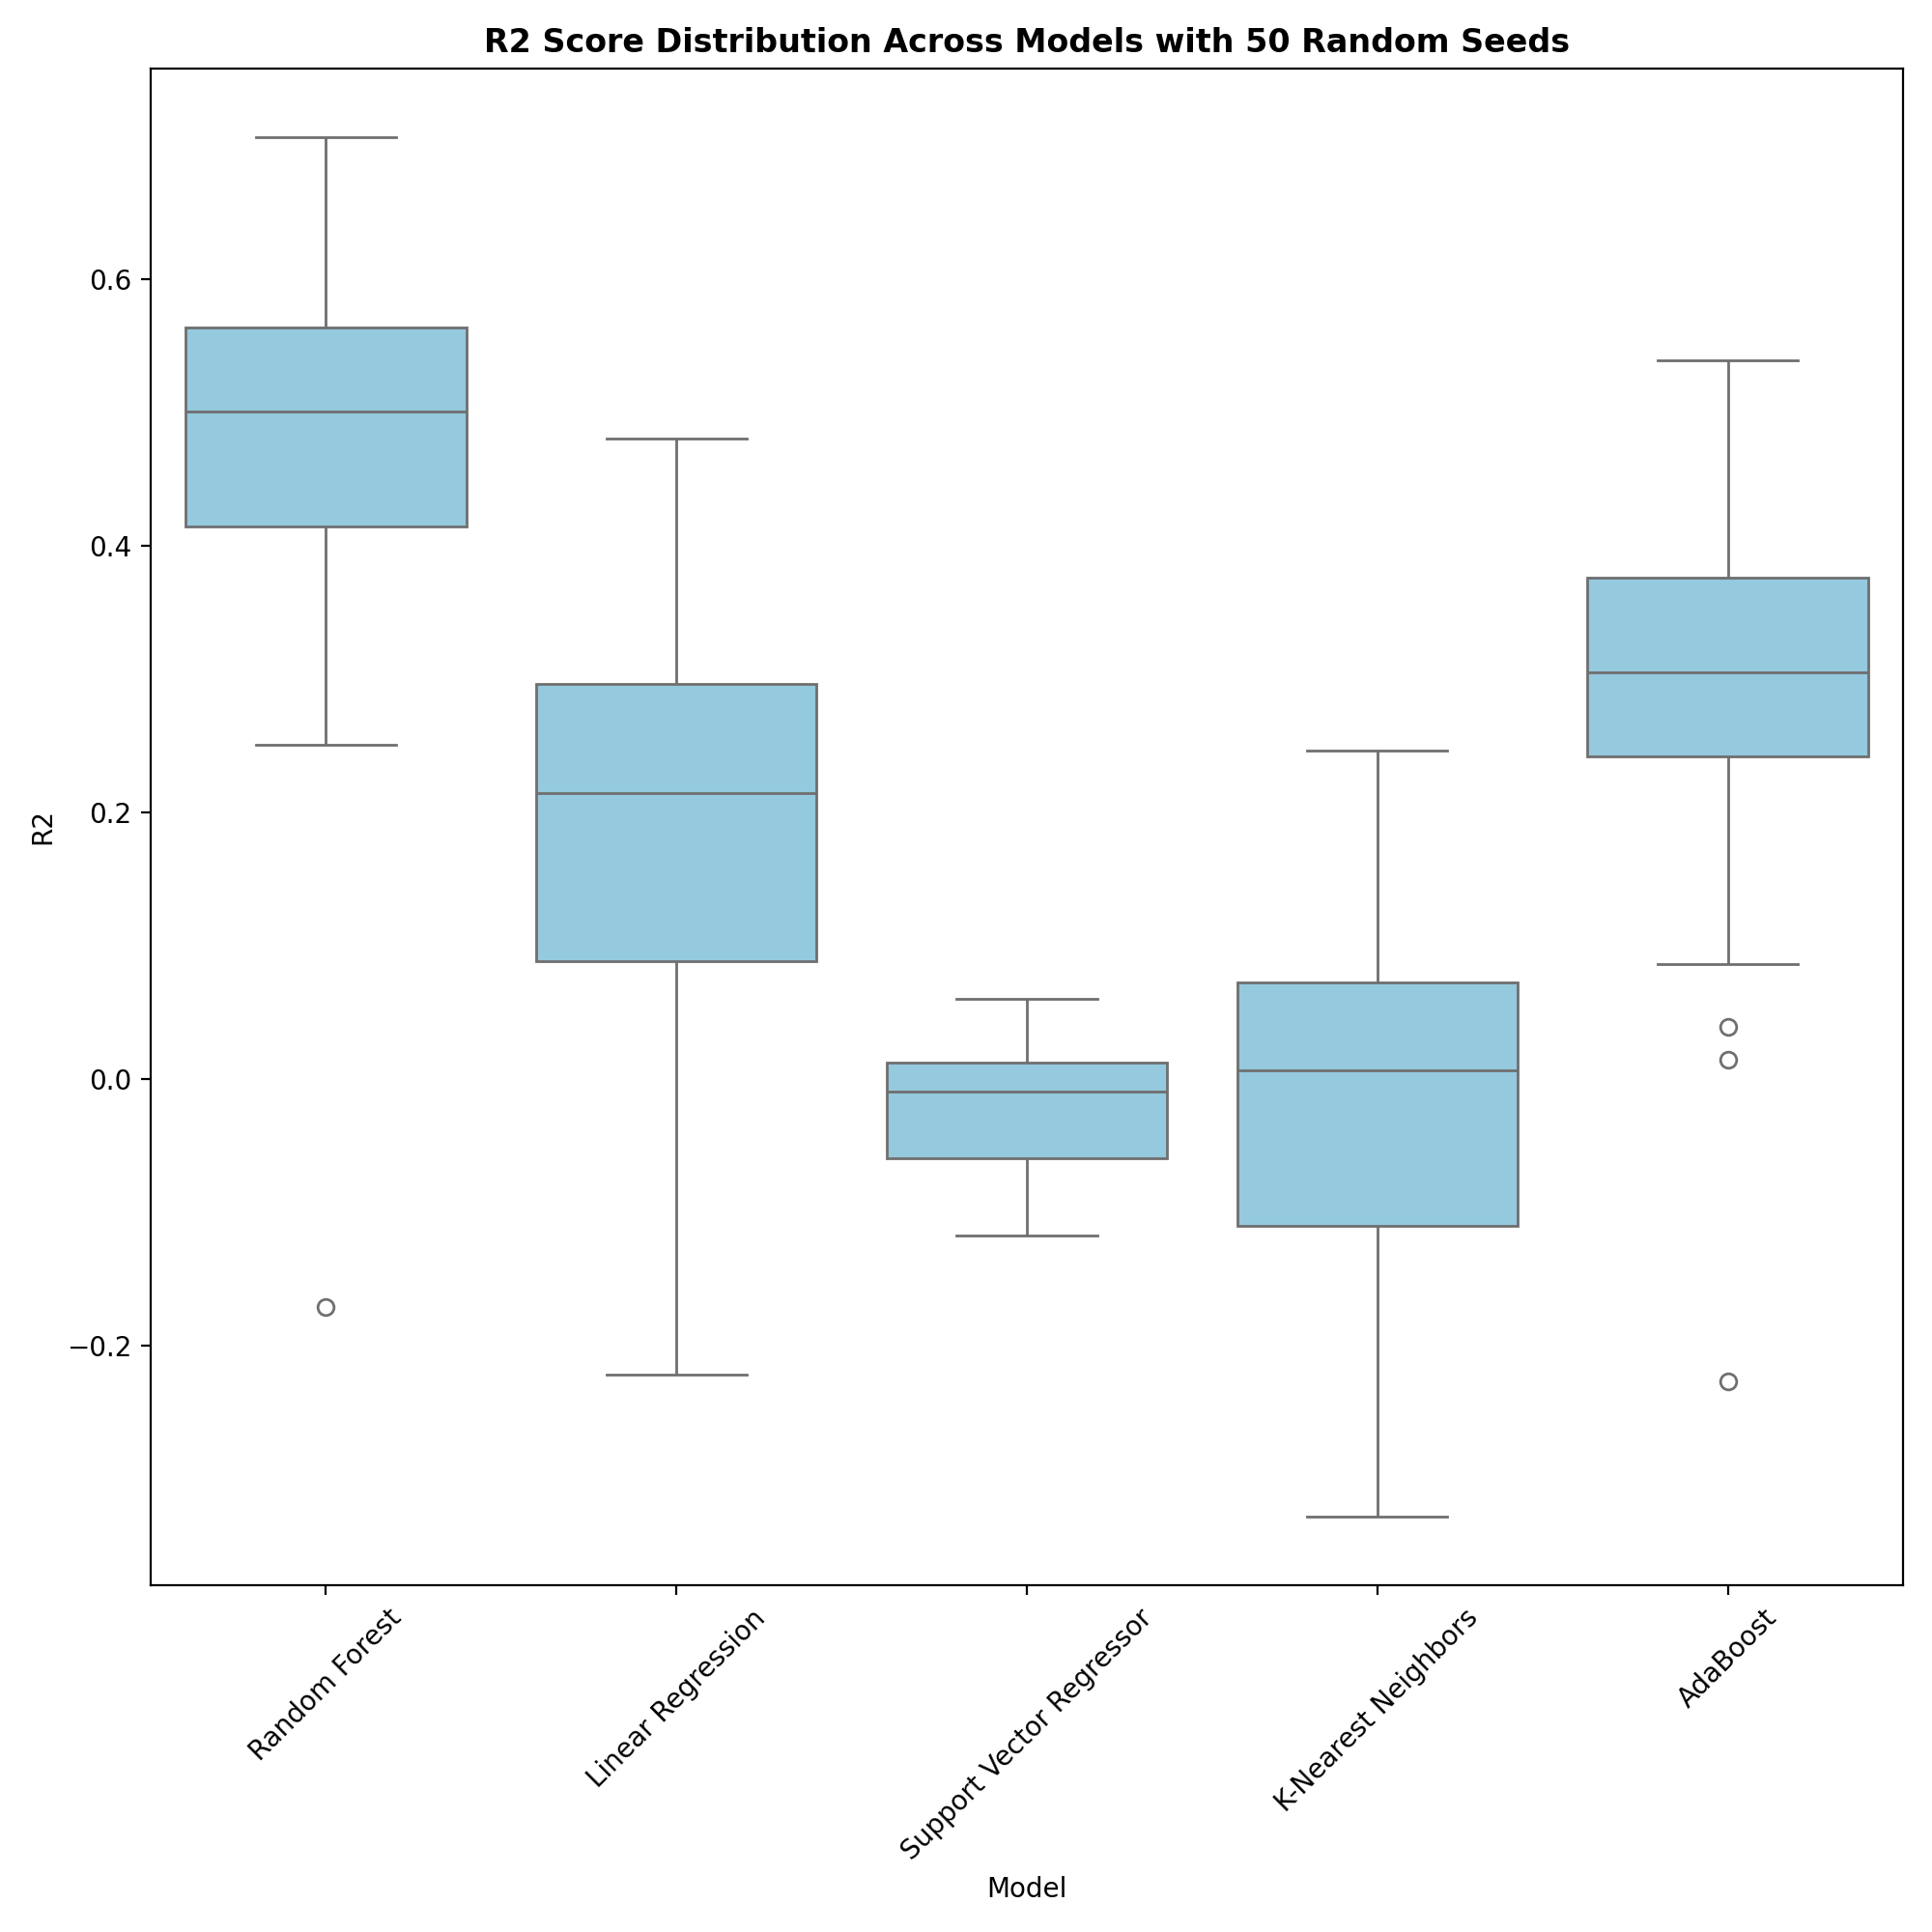 R2 Score Distribution Across Models with 50 Random Seeds
0.6
0.4
0.2
0.0
−0.2
R2
Random Forest
Linear Regression
Support Vector Regressor
K-Nearest Neighbors
AdaBoost
Model